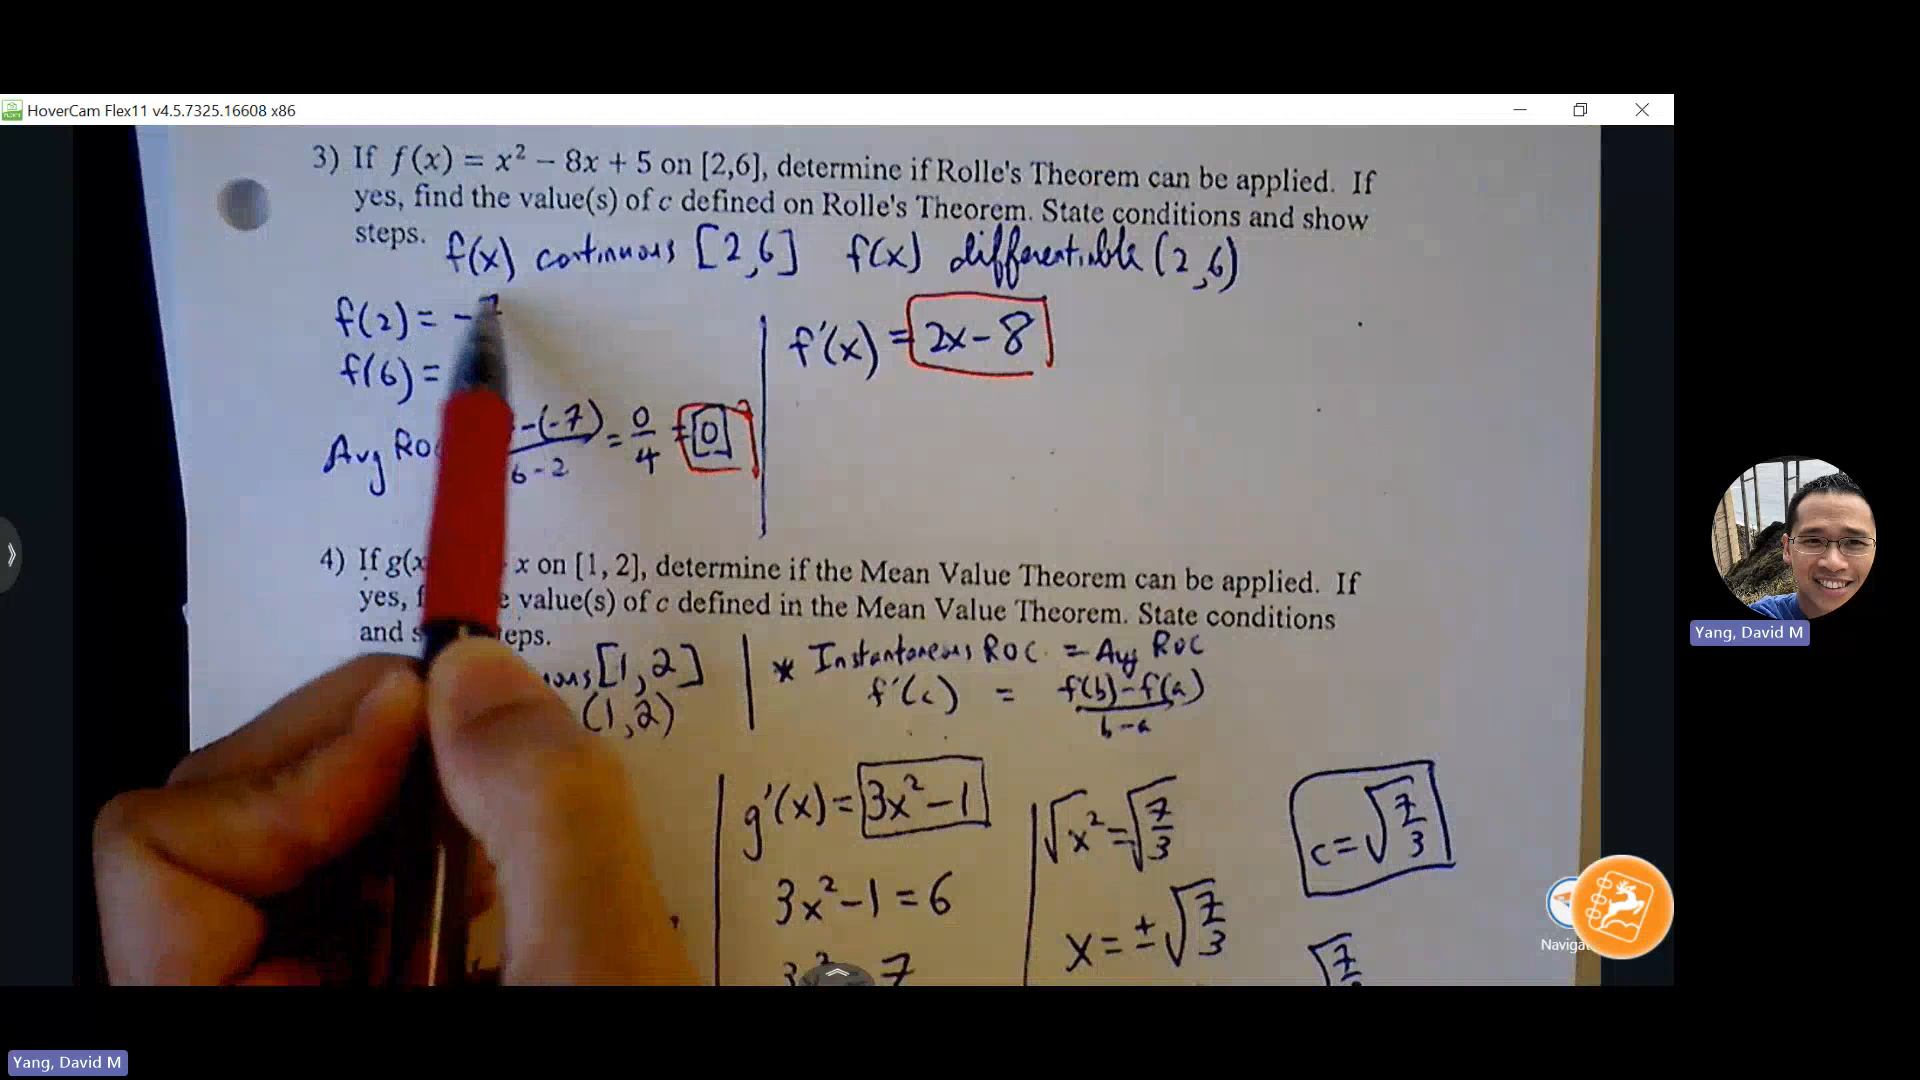 HoverCam Flex11 v4.5.7325.16608 x86
3) If f(x) = x² − 8x + 5 on [2,6], determine if Rolle's Theorem can be applied. If
yes, find the value(s) of c defined on Rolle's Theorem. State conditions and show
steps. f(x) continuous [2,6] f(x) differentiable (2,6)
f(2) = -7
f'(x) = 2x-8
f(6) =
Avg Ro -(-7) / 6-2 = 0/4 = 0
4) If g(x x on [1, 2], determine if the Mean Value Theorem can be applied. If
yes, value(s) of c defined in the Mean Value Theorem. State conditions
and s eps.
[1,2]
(1,2)
* Instantaneous ROC = Avg ROC
f'(c) = f(b)-f(a) / b-a
g'(x) = 3x²-1
3x²-1 = 6
√x² = √7/3
x = ±√7/3
c = √7/3
Yang, David M
Yang, David M